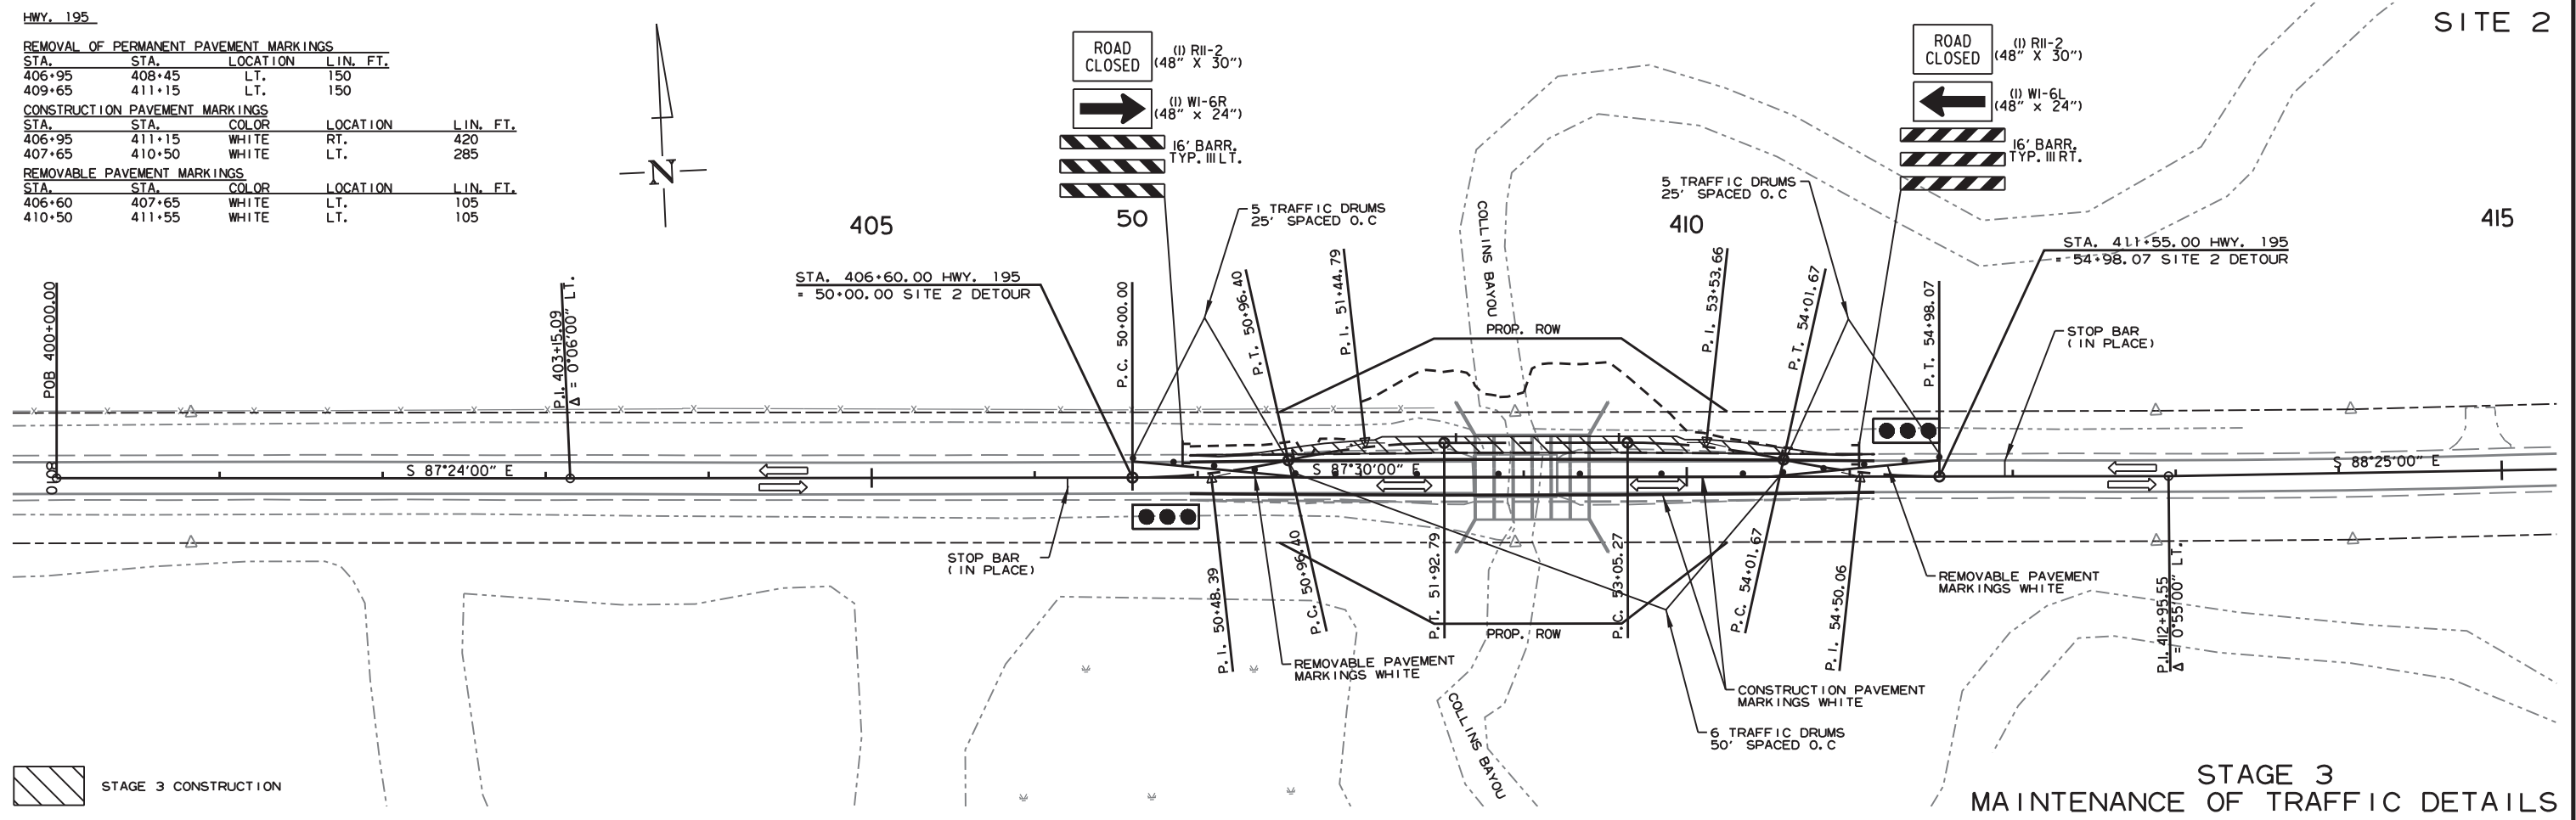 HWY. 195
REMOVAL OF PERMANENT PAVEMENT MARKINGS
STA. STA. LOCATION LIN. FT.
406+95 408+45 LT. 150
409+65 411+15 LT. 150
CONSTRUCTION PAVEMENT MARKINGS
STA. STA. COLOR LOCATION LIN. FT.
406+95 411+15 WHITE RT. 420
407+65 410+50 WHITE LT. 285
REMOVABLE PAVEMENT MARKINGS
STA. STA. COLOR LOCATION LIN. FT.
406+60 407+65 WHITE LT. 105
410+50 411+55 WHITE LT. 105
N
ROAD
CLOSED
(1) R11-2
(48" X 30")
(1) W1-6R
(48" x 24")
16' BARR.
TYP. III LT.
ROAD
CLOSED
(1) R11-2
(48" X 30")
(1) W1-6L
(48" x 24")
16' BARR.
TYP. III RT.
SITE 2
405
50
410
415
5 TRAFFIC DRUMS
25' SPACED O.C
5 TRAFFIC DRUMS
25' SPACED O.C
STA. 406+60.00 HWY. 195
= 50+00.00 SITE 2 DETOUR
STA. 411+55.00 HWY. 195
= 54+98.07 SITE 2 DETOUR
POB 400+00.00
8010
P.I. 403+15.09
Δ = 0°06'00" LT.
P.C. 50+00.00
P.T. 50+96.40
P.I. 51+44.79
COLLINS BAYOU
P.I. 53+53.66
P.T. 54+01.67
P.T. 54+98.07
STOP BAR
(IN PLACE)
PROP. ROW
S 87°24'00" E
S 87°30'00" E
S 88°25'00" E
STOP BAR
(IN PLACE)
P.I. 50+48.39
P.C. 50+96.40
P.T. 51+92.79
P.C. 53+05.27
P.C. 54+01.67
P.I. 54+50.06
P.I. 412+95.55
Δ = 0°55'00" LT.
PROP. ROW
REMOVABLE PAVEMENT
MARKINGS WHITE
REMOVABLE PAVEMENT
MARKINGS WHITE
CONSTRUCTION PAVEMENT
MARKINGS WHITE
6 TRAFFIC DRUMS
50' SPACED O.C
COLLINS BAYOU
STAGE 3 CONSTRUCTION
STAGE 3
MAINTENANCE OF TRAFFIC DETAILS